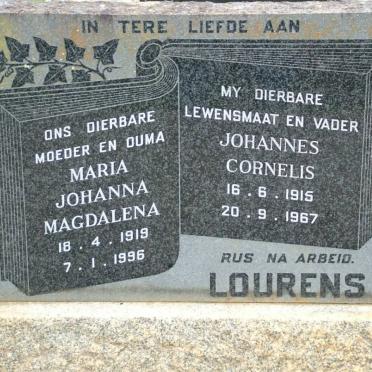 IN TERE LIEFDE AAN
ONS DIERBARE
MOEDER EN OUMA
MARIA
JOHANNA
MAGDALENA
18.4.1919
7.1.1996
MY DIERBARE
LEWENSMAAT EN VADER
JOHANNES
CORNELIS
16.6.1915
20.9.1967
RUS NA ARBEID.
LOURENS